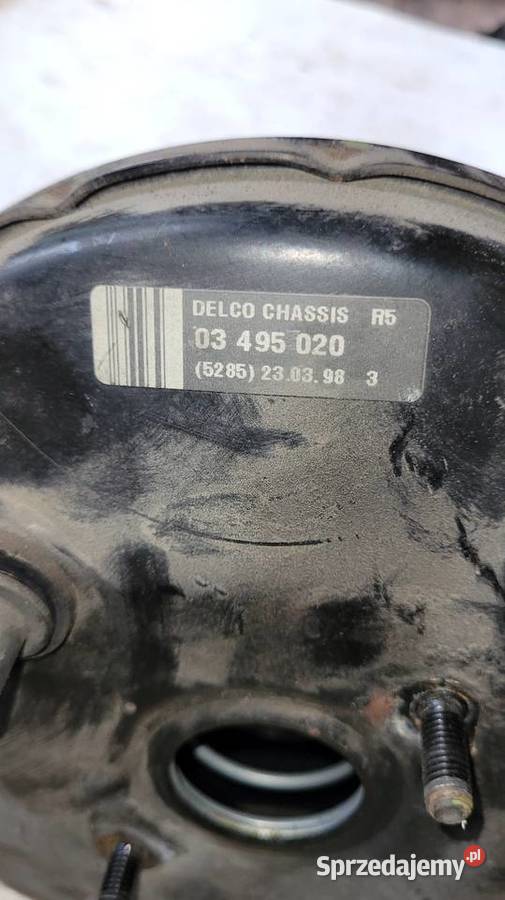 DELCO CHASSIS R5
03 495 020
(5285) 23.03.98 3
Sprzedajemy.pl